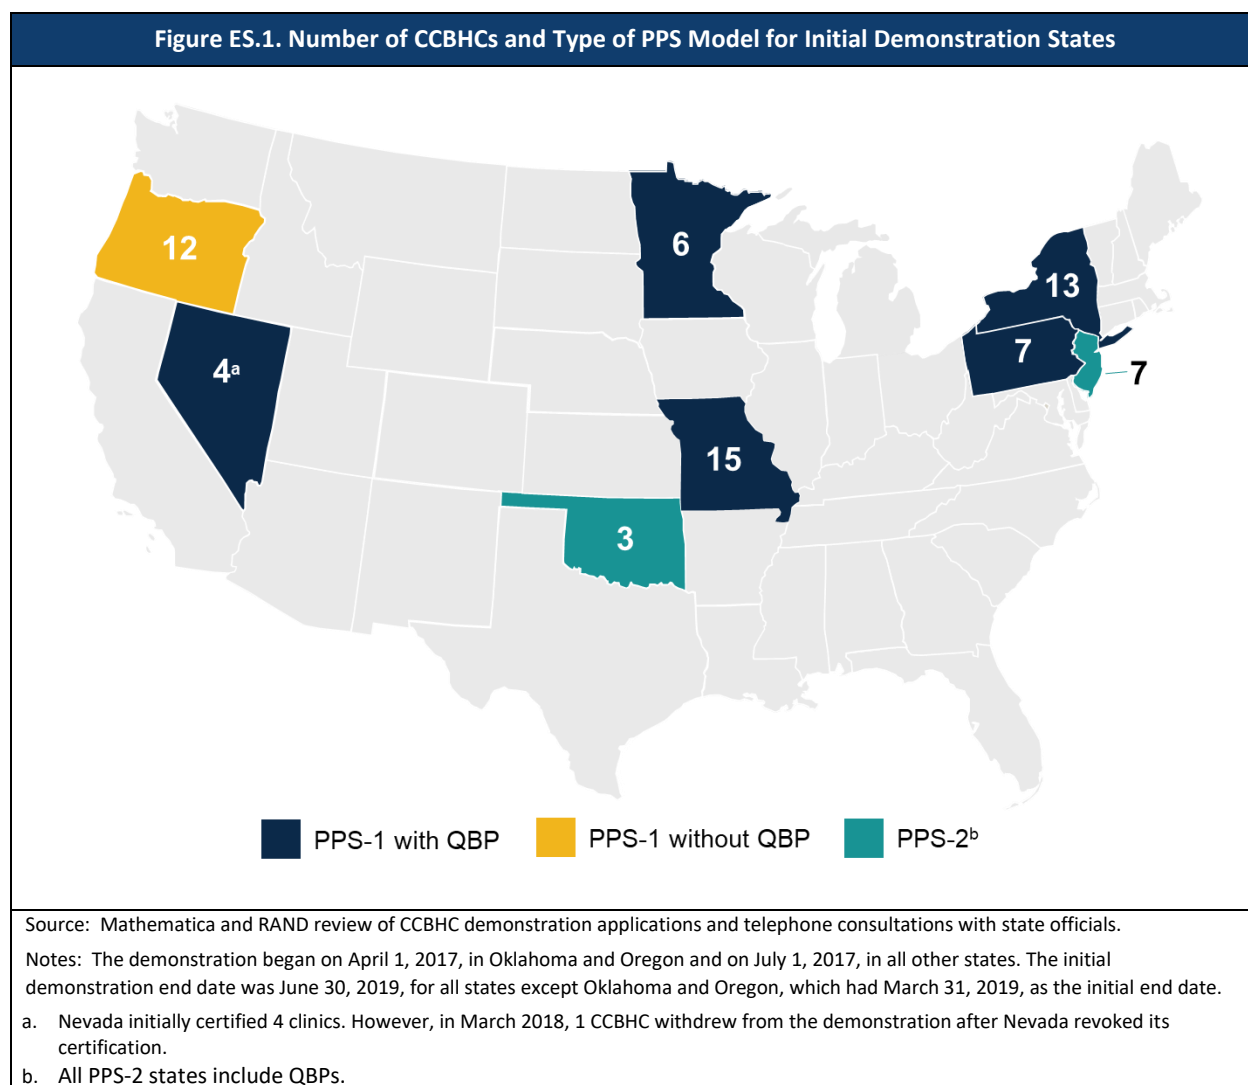 Figure ES.1. Number of CCBHCs and Type of PPS Model for Initial Demonstration States
12
6
13
4a
7
7
15
3
PPS-1 with QBP
PPS-1 without QBP
PPS-2b
Source: Mathematica and RAND review of CCBHC demonstration applications and telephone consultations with state officials.
Notes: The demonstration began on April 1, 2017, in Oklahoma and Oregon and on July 1, 2017, in all other states. The initial
demonstration end date was June 30, 2019, for all states except Oklahoma and Oregon, which had March 31, 2019, as the initial end date.
a. Nevada initially certified 4 clinics. However, in March 2018, 1 CCBHC withdrew from the demonstration after Nevada revoked its
certification.
b. All PPS-2 states include QBPs.